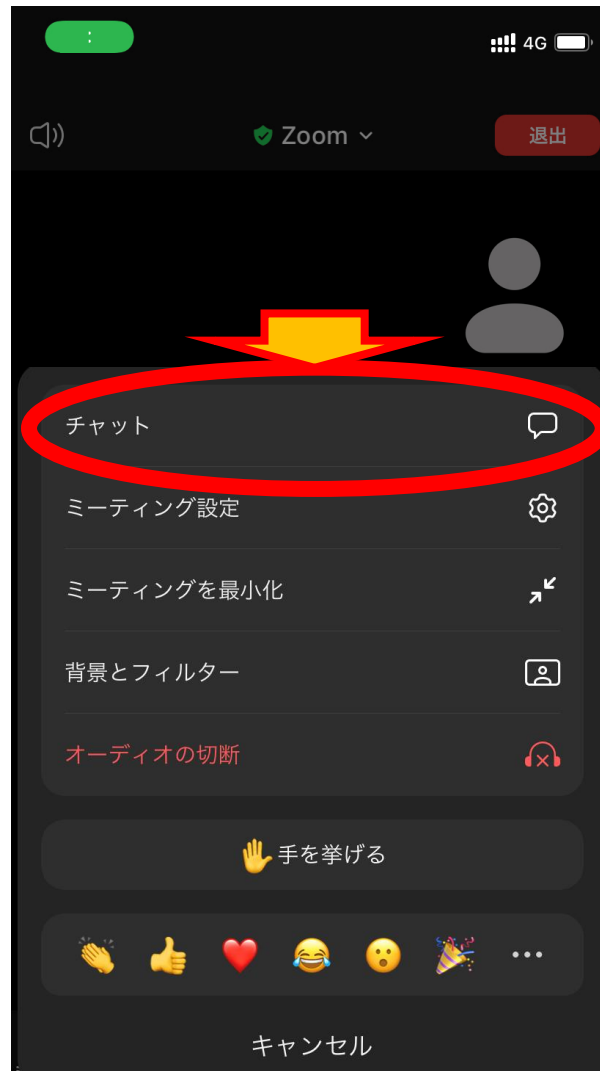 :
4G
Zoom
退出
チャット
ミーティング設定
ミーティングを最小化
背景とフィルター
オーディオの切断
手を挙げる
キャンセル